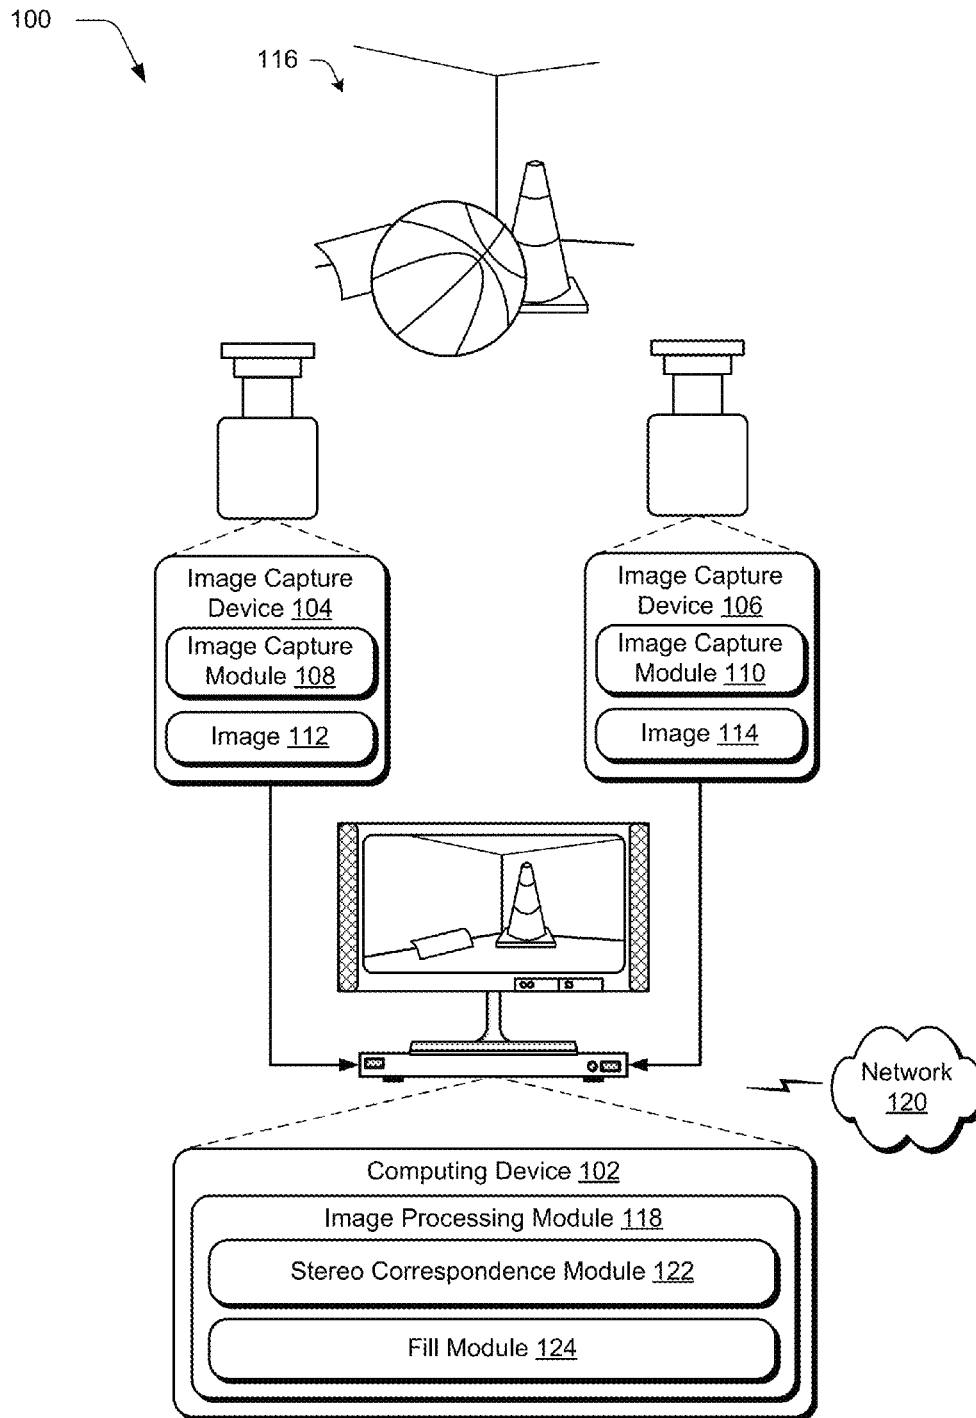 100
116
Image Capture
Device 104
Image Capture
Module 108
Image 112
Image Capture
Device 106
Image Capture
Module 110
Image 114
Network
120
Computing Device 102
Image Processing Module 118
Stereo Correspondence Module 122
Fill Module 124